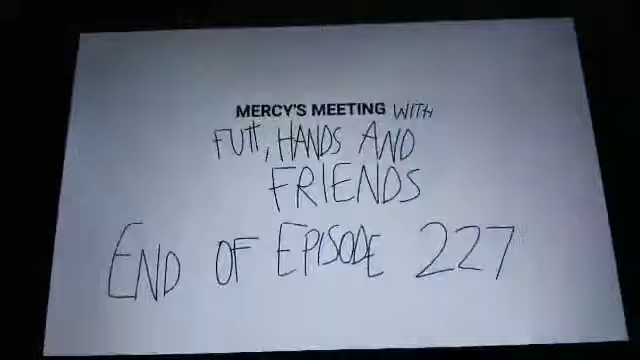 MERCY'S MEETING WITH
FUTT, HANDS AND
FRIENDS
END OF EPISODE 227